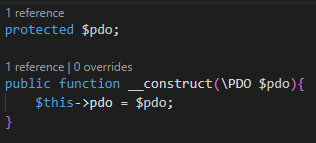 1 reference
protected $pdo;
1 reference | 0 overrides
public function __construct(\PDO $pdo){
    $this->pdo = $pdo;
}